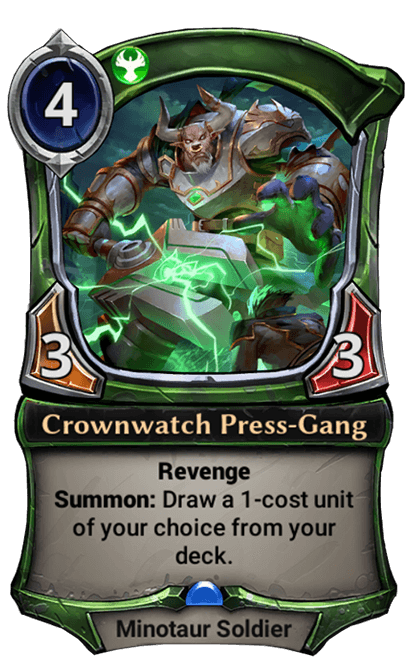 4
3
3
Crownwatch Press-Gang
Revenge
Summon: Draw a 1-cost unit
of your choice from your
deck.
Minotaur Soldier